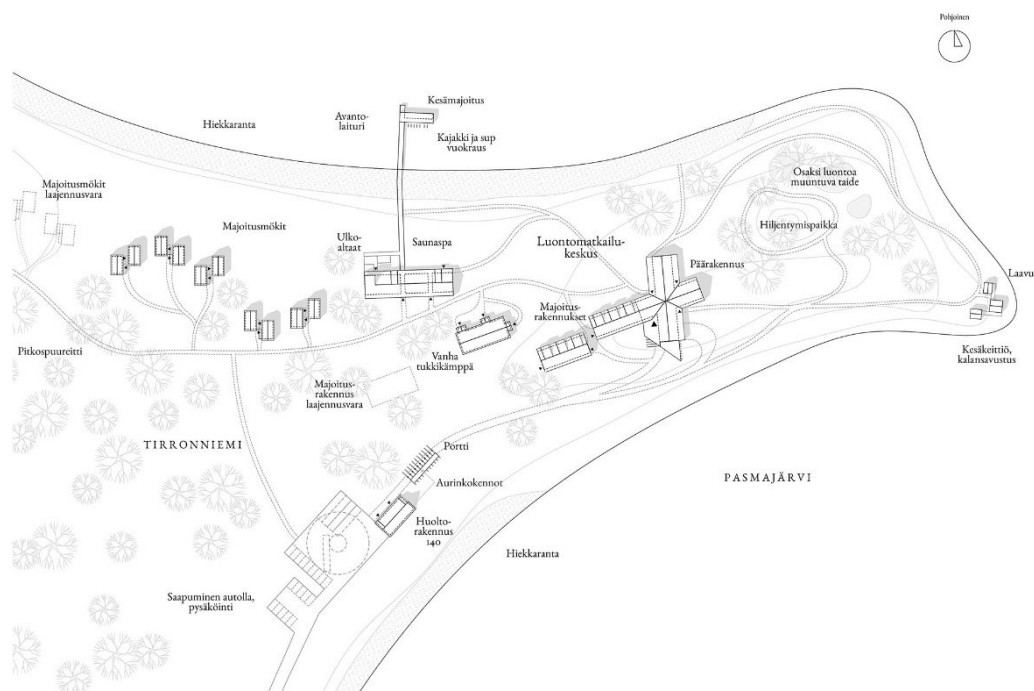 Pohjoinen
Kesämajoitus
Avanto-
laituri
Hiekkaranta
Kajakki ja sup
vuokraus
Osaksi luontoa
muuntuva taide
Majoitusmökit
laajennusvara
Majoitusmökit
Hiljentymispaikka
Ulko-
altaat
Saunaspa
Luontomatkailu-
keskus
Päärakennus
Laavu
Majoitus-
rakennukset
Pitkospuureitti
Vanha
tukkikämppä
Kesäkeittiö,
kalansavustus
Majoitus-
rakennus
laajennusvara
TIRRONNIEMI
Portti
PASMAJÄRVI
Aurinkokennot
Huolto-
rakennus
140
Hiekkaranta
Saapuminen autolla,
pysäköinti